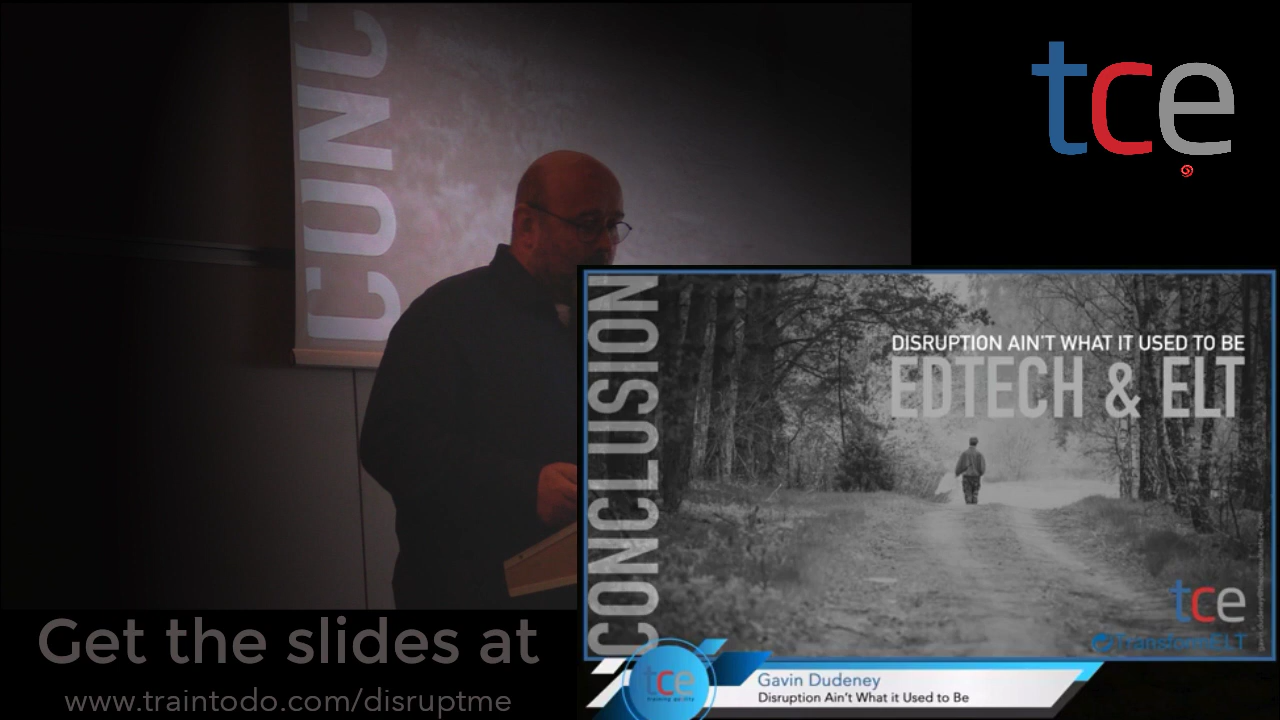 CONC
tce
CONCLUSION
DISRUPTION AIN'T WHAT IT USED TO BE
EDTECH & ELT
tce
@TransformELT
Get the slides at
www.traintodo.com/disruptme
tce
Gavin Dudeney
Disruption Ain't What it Used to Be